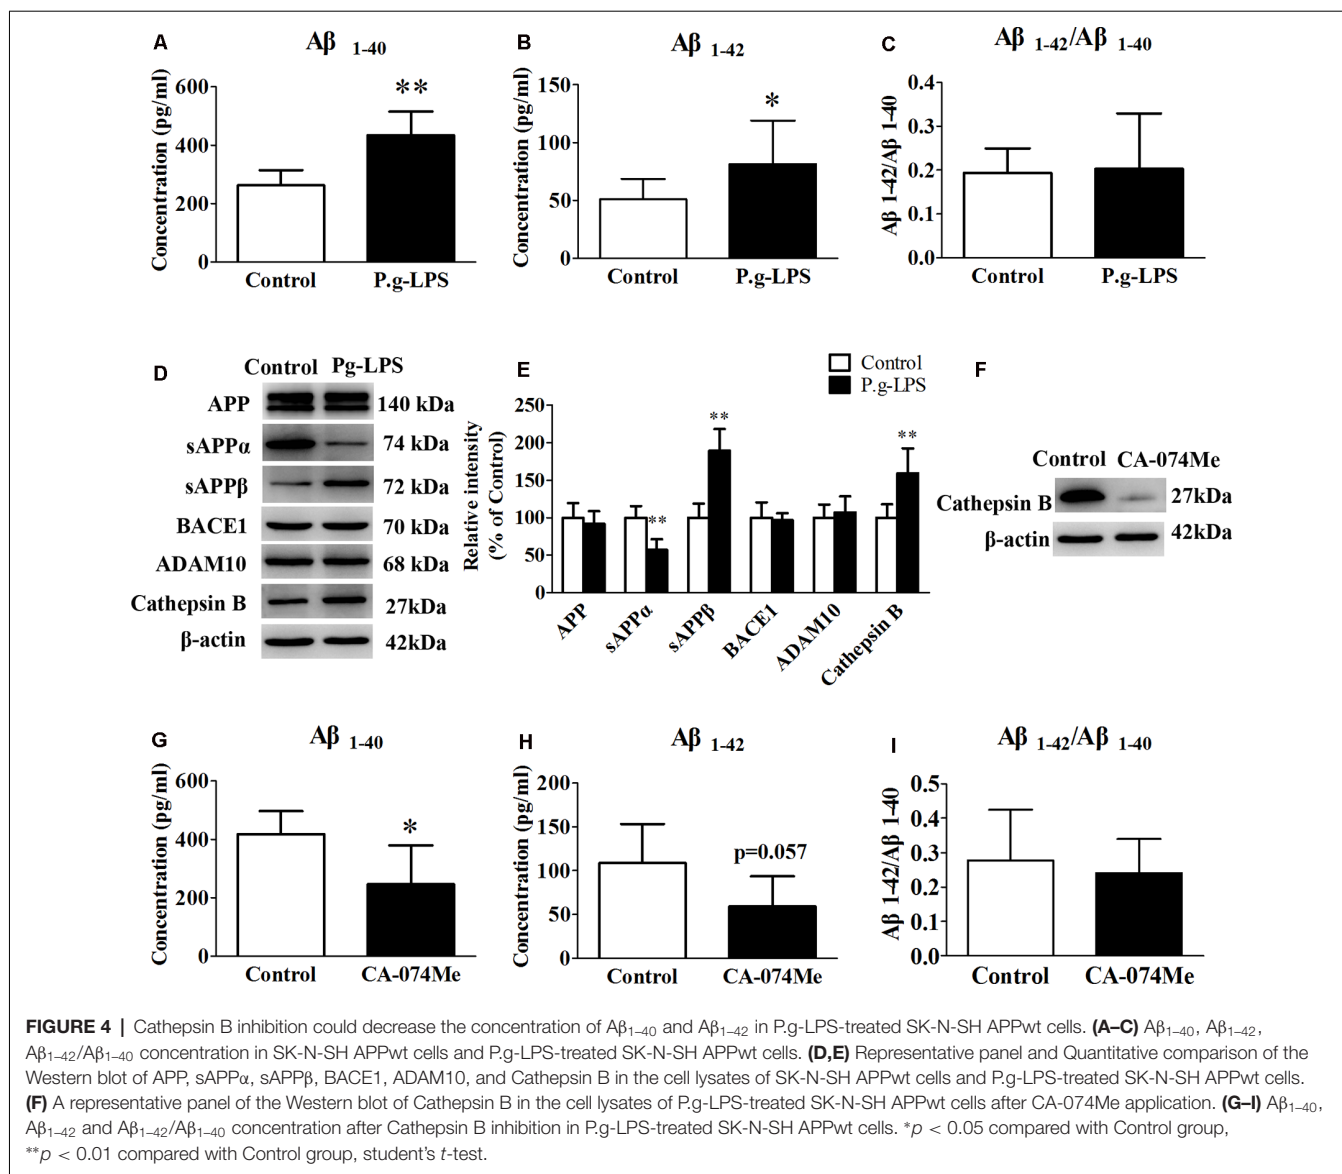 A
Aβ 1-40
Concentration (pg/ml)
600
400
200
0
**
Control
P.g-LPS
B
Aβ 1-42
Concentration (pg/ml)
150
100
50
0
*
Control
P.g-LPS
C
Aβ 1-42/Aβ 1-40
Aβ 1-42/Aβ 1-40
0.4
0.3
0.2
0.1
0.0
Control
P.g-LPS
D
Control Pg-LPS
APP 140 kDa
sAPPα 74 kDa
sAPPβ 72 kDa
BACE1 70 kDa
ADAM10 68 kDa
Cathepsin B 27kDa
β-actin 42kDa
E
Control
P.g-LPS
Relative intensity
(% of Control)
250
200
150
100
50
0
**
**
**
APP
sAPPα
sAPPβ
BACE1
ADAM10
Cathepsin B
F
Control CA-074Me
Cathepsin B 27kDa
β-actin 42kDa
G
Aβ 1-40
Concentration (pg/ml)
600
400
200
0
*
Control
CA-074Me
H
Aβ 1-42
Concentration (pg/ml)
200
150
100
50
0
p=0.057
Control
CA-074Me
I
Aβ 1-42/Aβ 1-40
Aβ 1-42/Aβ 1-40
0.5
0.4
0.3
0.2
0.1
0.0
Control
CA-074Me
FIGURE 4 | Cathepsin B inhibition could decrease the concentration of Aβ1–40 and Aβ1–42 in P.g-LPS-treated SK-N-SH APPwt cells. (A–C) Aβ1–40, Aβ1–42,
Aβ1–42/Aβ1–40 concentration in SK-N-SH APPwt cells and P.g-LPS-treated SK-N-SH APPwt cells. (D,E) Representative panel and Quantitative comparison of the
Western blot of APP, sAPPα, sAPPβ, BACE1, ADAM10, and Cathepsin B in the cell lysates of SK-N-SH APPwt cells and P.g-LPS-treated SK-N-SH APPwt cells.
(F) A representative panel of the Western blot of Cathepsin B in the cell lysates of P.g-LPS-treated SK-N-SH APPwt cells after CA-074Me application. (G–I) Aβ1–40,
Aβ1–42 and Aβ1–42/Aβ1–40 concentration after Cathepsin B inhibition in P.g-LPS-treated SK-N-SH APPwt cells. *p < 0.05 compared with Control group,
**p < 0.01 compared with Control group, student's t-test.